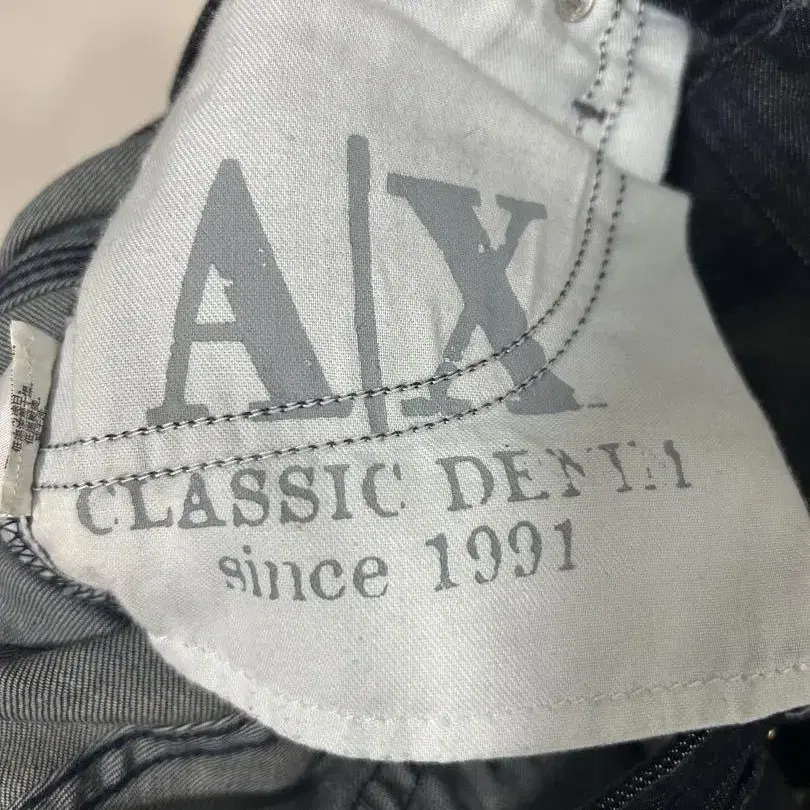 A|X
CLASSIC DENIM
since 1991